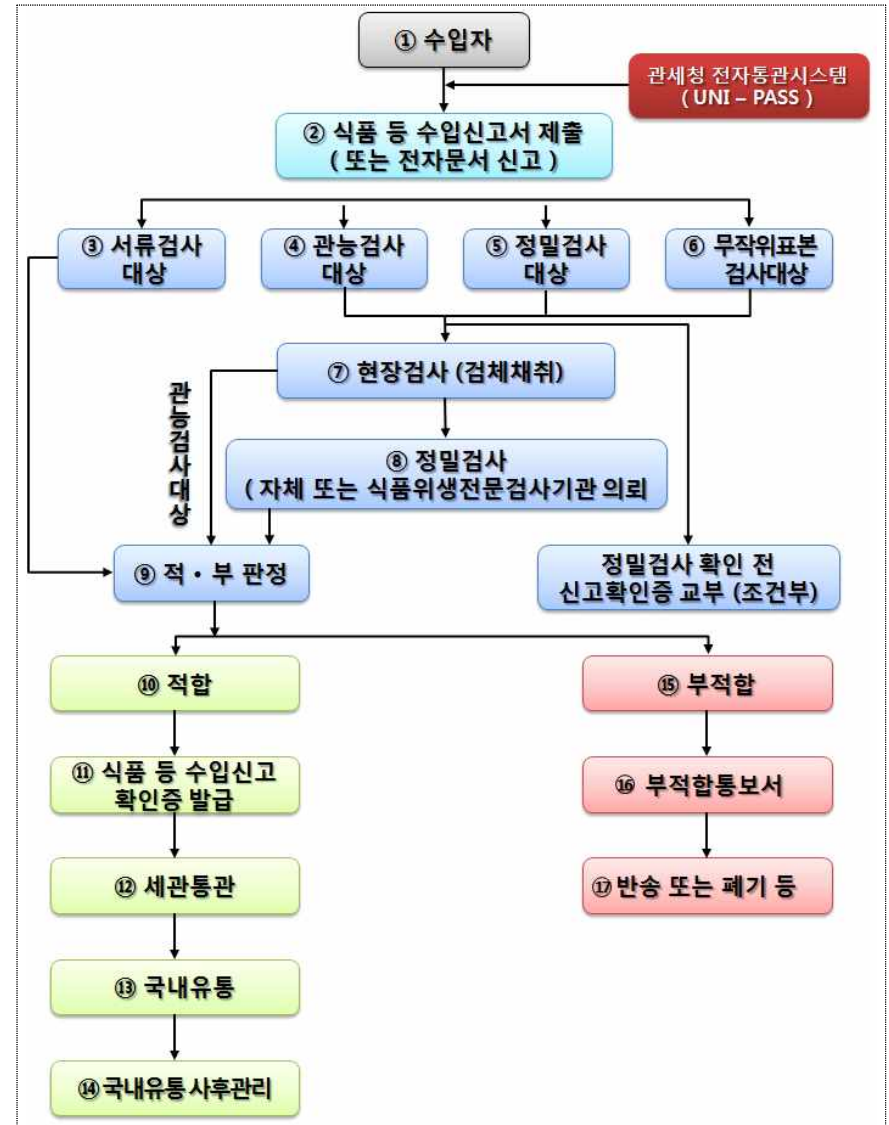 ① 수입자
관세청 전자통관시스템
( UNI – PASS )
② 식품 등 수입신고서 제출
( 또는 전자문서 신고 )
③ 서류검사
대상
④ 관능검사
대상
⑤ 정밀검사
대상
⑥ 무작위표본
검사대상
⑦ 현장검사 (검체채취)
관능검사대상
⑧ 정밀검사
( 자체 또는 식품위생전문검사기관 의뢰
⑨ 적 · 부 판정
정밀검사 확인 전
신고확인증 교부 (조건부)
⑩ 적합
⑮ 부적합
⑪ 식품 등 수입신고
확인증 발급
⑯ 부적합통보서
⑫ 세관통관
⑰ 반송 또는 폐기 등
⑬ 국내유통
⑭ 국내유통 사후관리